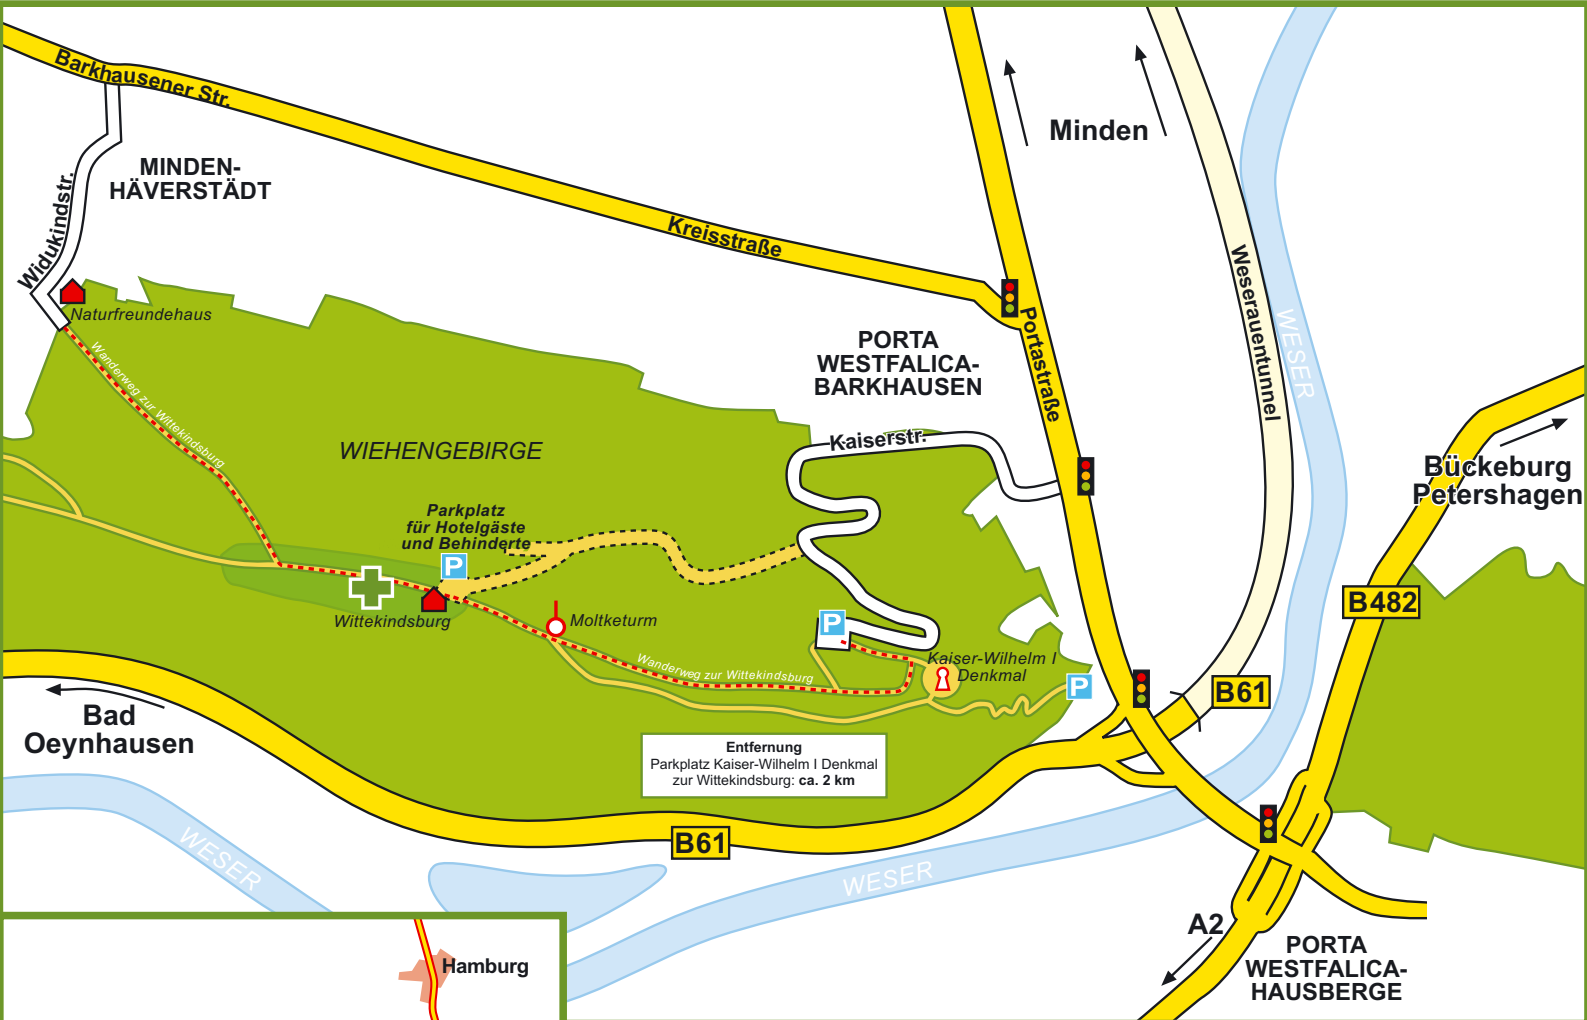 Barkhausener Str.
MINDEN-
HÄVERSTÄDT
Widukindstr.
Naturfreundehaus
Wanderweg zur Wittekindsburg
WIEHENGEBIRGE
Kreisstraße
Minden
Weserauentunnel
WESER
Portastraße
PORTA
WESTFALICA-
BARKHAUSEN
Kaiserstr.
Bückeburg
Petershagen
B482
Parkplatz
für Hotelgäste
und Behinderte
P
Wittekindsburg
Moltketurm
P
Wanderweg zur Wittekindsburg
Kaiser-Wilhelm I
Denkmal
P
B61
Bad
Oeynhausen
Entfernung
Parkplatz Kaiser-Wilhelm I Denkmal
zur Wittekindsburg: ca. 2 km
B61
WESER
WESER
A2
PORTA
WESTFALICA-
HAUSBERGE
Hamburg